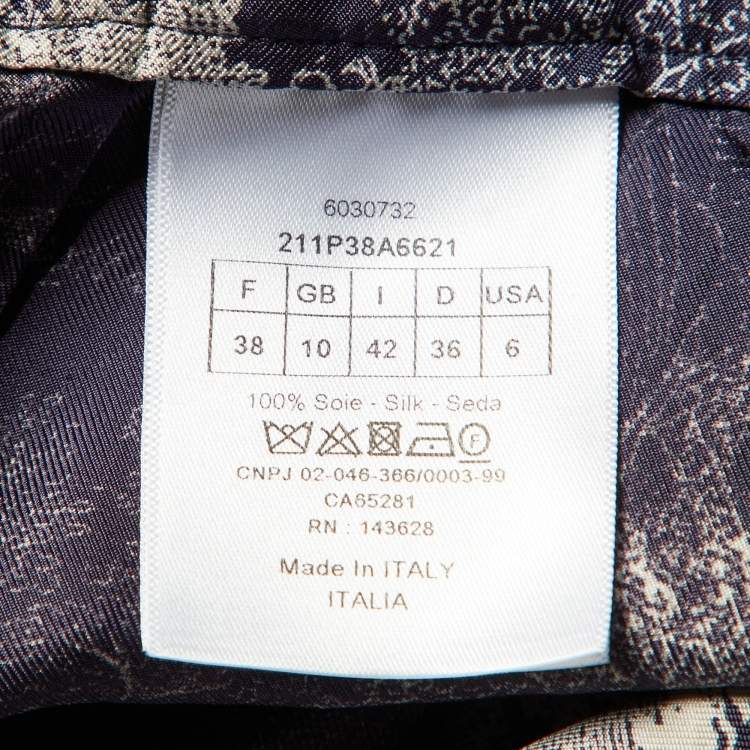 6030732
211P38A6621
F GB I D USA
38 10 42 36 6
100% Soie - Silk - Seda
F
CNPJ 02-046-366/0003-99
CA65281
RN : 143628
Made In ITALY
ITALIA